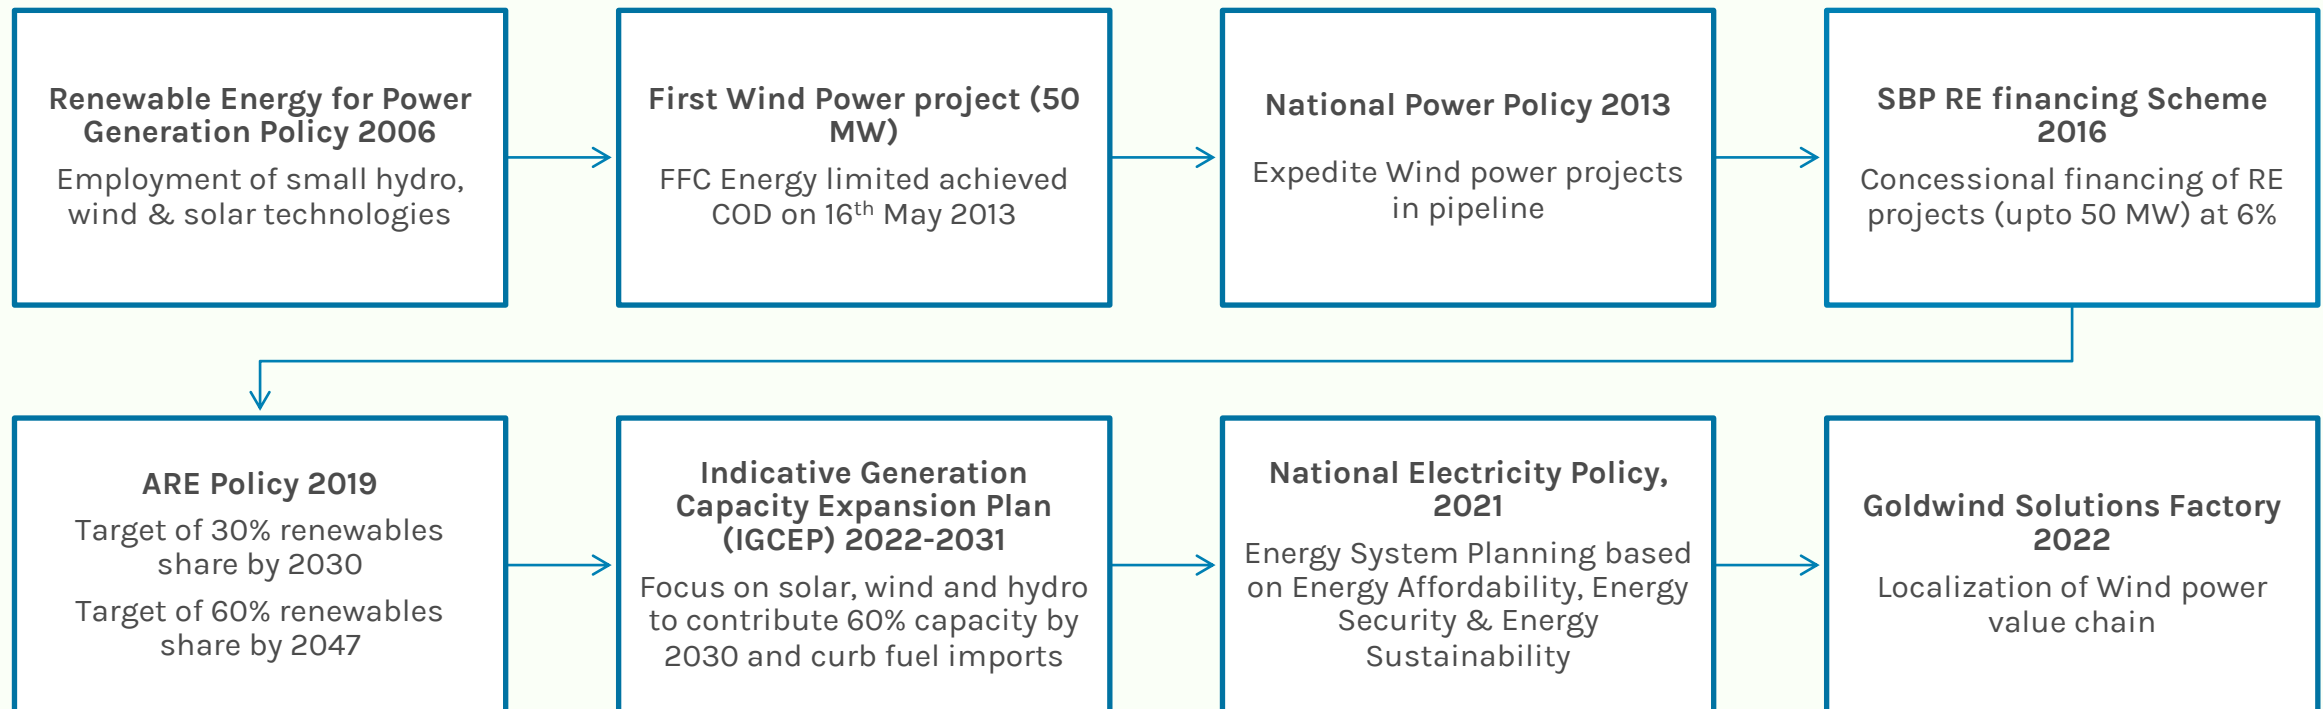 Renewable Energy for Power
Generation Policy 2006
Employment of small hydro,
wind & solar technologies
First Wind Power project (50
MW)
FFC Energy limited achieved
COD on 16th May 2013
National Power Policy 2013
Expedite Wind power projects
in pipeline
SBP RE financing Scheme
2016
Concessional financing of RE
projects (upto 50 MW) at 6%
ARE Policy 2019
Target of 30% renewables
share by 2030
Target of 60% renewables
share by 2047
Indicative Generation
Capacity Expansion Plan
(IGCEP) 2022-2031
Focus on solar, wind and hydro
to contribute 60% capacity by
2030 and curb fuel imports
National Electricity Policy,
2021
Energy System Planning based
on Energy Affordability, Energy
Security & Energy
Sustainability
Goldwind Solutions Factory
2022
Localization of Wind power
value chain